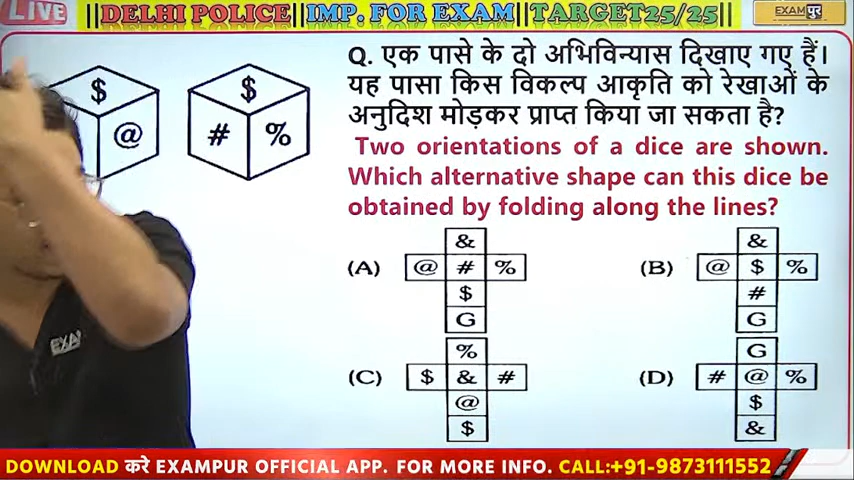 LIVE
||DELHI POLICE||IMP. FOR EXAM||TARGET25/25||
EXAMপुर
Q. एक पासे के दो अभिविन्यास दिखाए गए हैं।
यह पासा किस विकल्प आकृति को रेखाओं के
अनुदिश मोड़कर प्राप्त किया जा सकता है?
Two orientations of a dice are shown.
Which alternative shape can this dice be
obtained by folding along the lines?
$
@
$
# %
(A)
&
@ # %
$
G
(B)
&
@ $ %
#
G
(C)
%
$ & #
@
$
(D)
G
# @ %
$
&
EXA
DOWNLOAD करे EXAMPUR OFFICIAL APP. FOR MORE INFO. CALL:+91-9873111552